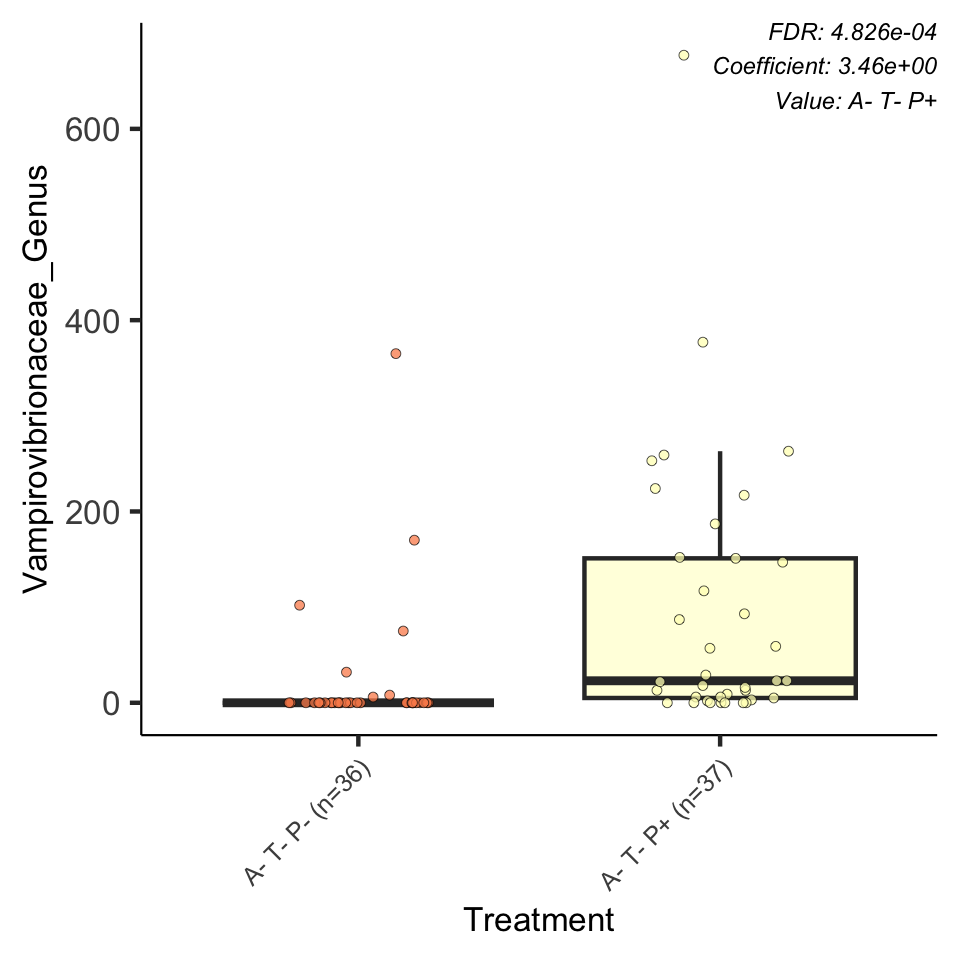 FDR: 4.826e-04
Coefficient: 3.46e+00
Value: A- T- P+
Vampirovibrionaceae_Genus
600
400
200
0
A- T- P- (n=36)
A- T- P+ (n=37)
Treatment